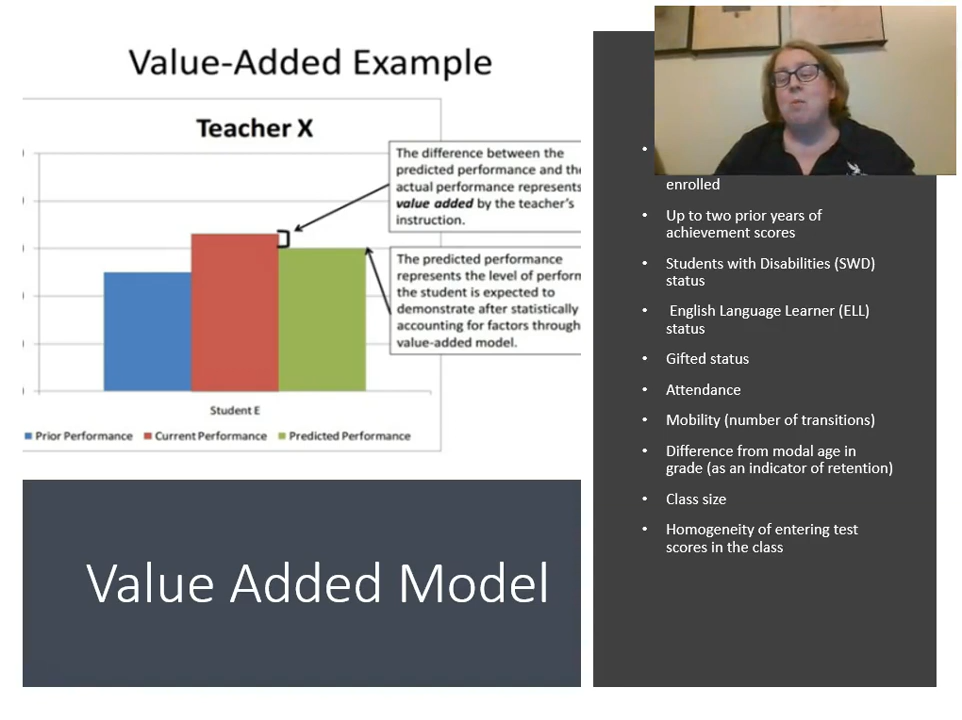 Value-Added Example
Teacher X
The difference between the
predicted performance and the
actual performance represents
value added by the teacher's
instruction.
The predicted performance
represents the level of perform
the student is expected to
demonstrate after statistically
accounting for factors through
value-added model.
Student E
Prior Performance
Current Performance
Predicted Performance
Value Added Model
enrolled
• Up to two prior years of
achievement scores
• Students with Disabilities (SWD)
status
• English Language Learner (ELL)
status
• Gifted status
• Attendance
• Mobility (number of transitions)
• Difference from modal age in
grade (as an indicator of retention)
• Class size
• Homogeneity of entering test
scores in the class